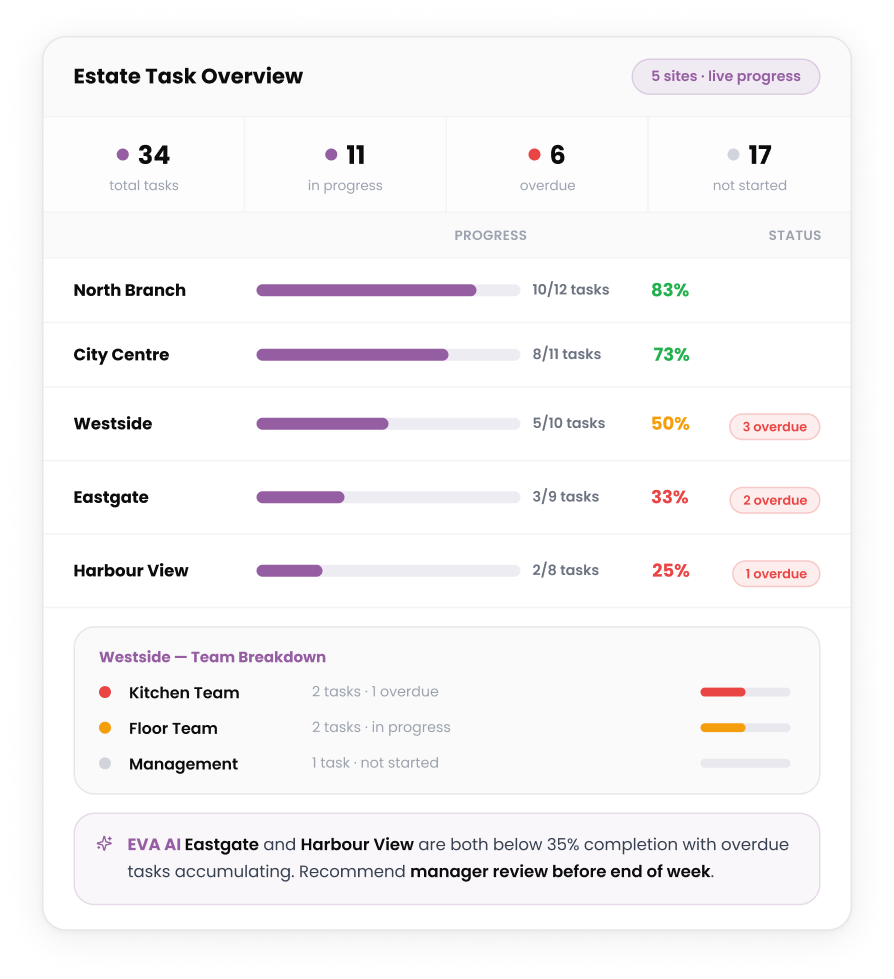 Estate Task Overview
5 sites · live progress
34
total tasks
11
in progress
6
overdue
17
not started
PROGRESS
STATUS
North Branch
10/12 tasks
83%
City Centre
8/11 tasks
73%
Westside
5/10 tasks
50%
3 overdue
Eastgate
3/9 tasks
33%
2 overdue
Harbour View
2/8 tasks
25%
1 overdue
Westside — Team Breakdown
Kitchen Team
2 tasks · 1 overdue
Floor Team
2 tasks · in progress
Management
1 task · not started
EVA AI Eastgate and Harbour View are both below 35% completion with overdue
tasks accumulating. Recommend manager review before end of week.